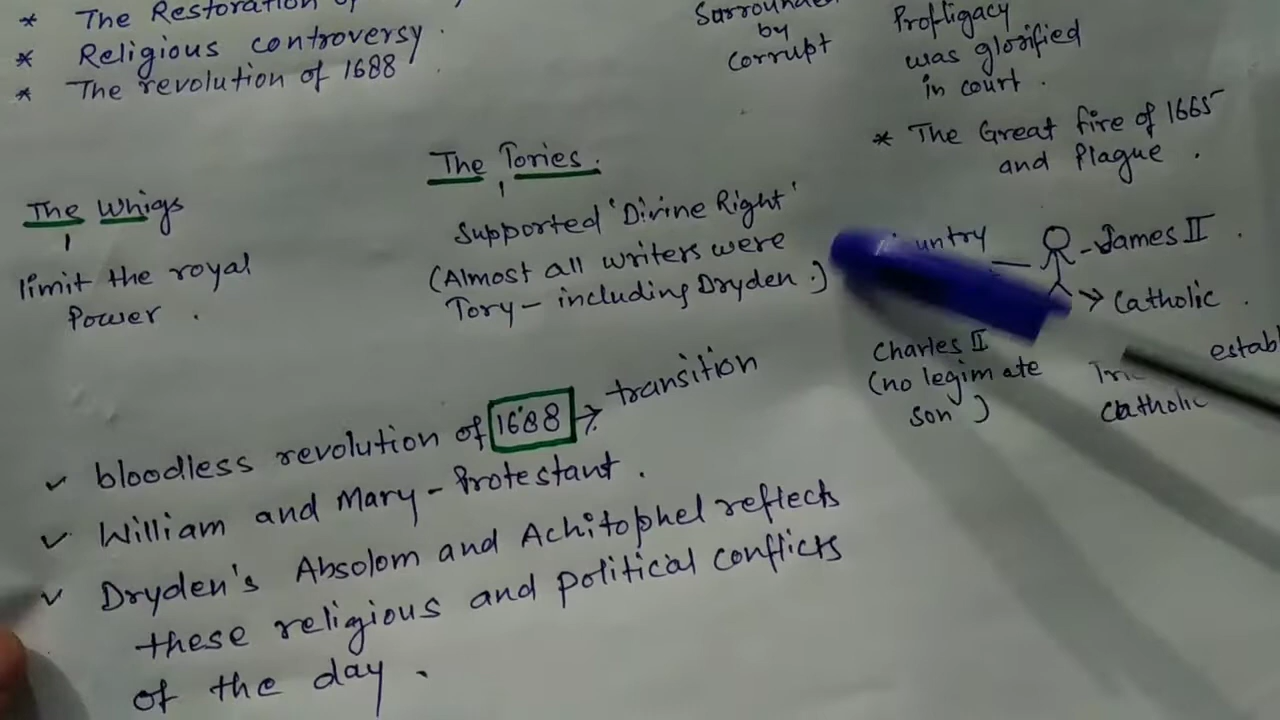 * The Restoration of
* Religious controversy.
* The revolution of 1688
Surrounded
by
corrupt
Profligacy
was glorified
in court.
* The Great fire of 1665
and Plague.
The Whigs
limit the royal
Power.
The Tories.
Supported 'Divine Right'
(Almost all writers were
Tory - including Dryden.)
James II.
→ Catholic.
Charles II
(no legimate
son)
estab
Catholic
✓ bloodless revolution of 1688 → transition
✓ William and Mary - Protestant.
✓ Dryden's Absolom and Achitophel reflects
these religious and political conflicts
of the day.